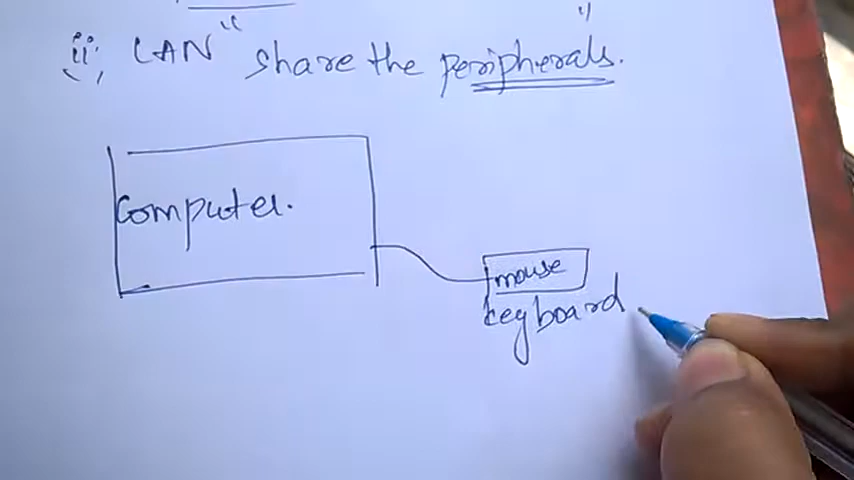 ii, LAN " share the peripherals."
Computer.
mouse
keyboard